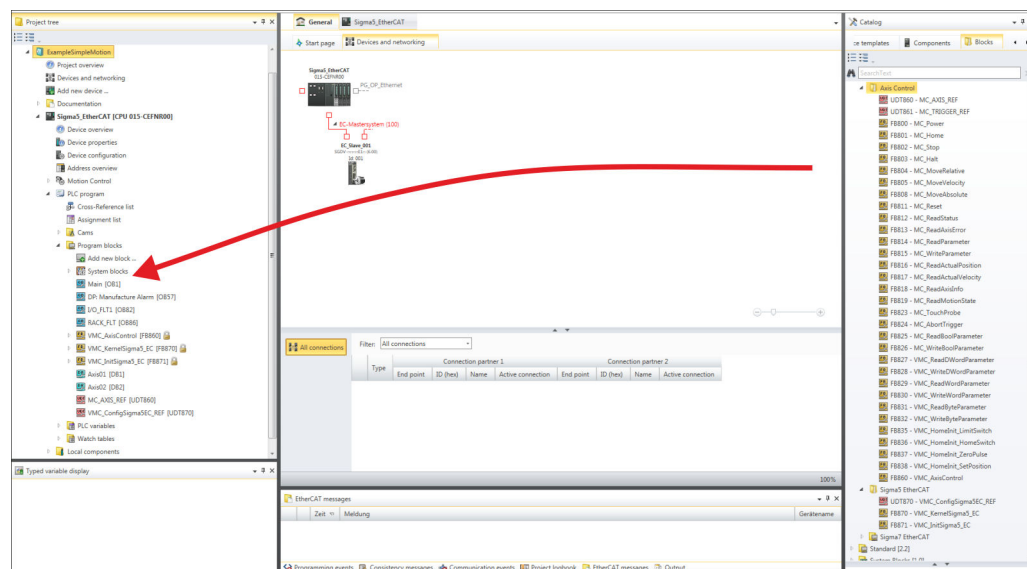 Project tree
ExampleSimpleMotion
Project overview
Devices and networking
Add new device ...
Documentation
Sigma5_EtherCAT [CPU 015-CEFNR00]
Device overview
Device properties
Device configuration
Address overview
Motion Control
PLC program
Cross-Reference list
Assignment list
Cams
Program blocks
Add new block ...
System blocks
Main [OB1]
DP: Manufacture Alarm [OB57]
I/O_FLT1 [OB82]
RACK_FLT [OB86]
VMC_AxisControl [FB860]
VMC_KernelSigma5_EC [FB870]
VMC_InitSigma5_EC [FB871]
Axis01 [DB1]
Axis02 [DB2]
MC_AXIS_REF [UDT860]
VMC_ConfigSigma5EC_REF [UDT870]
PLC variables
Watch tables
Local components
Typed variable display
General Sigma5_EtherCAT
Start page Devices and networking
Sigma5_EtherCAT
015-CEFNR00
PG_OP_Ethernet
EC-Mastersystem (100)
EC_Slave_001
Id 001
All connections
Filter: All connections
Type Connection partner 1 Connection partner 2
End point ID (hex) Name Active connection End point ID (hex) Name Active connection
100%
EtherCAT messages
Zeit Meldung Gerätename
Programming events Consistency messages Communication events Project logbook EtherCAT messages Output
Catalog
ce templates Components Blocks
SearchText
Axis Control
UDT860 - MC_AXIS_REF
UDT861 - MC_TRIGGER_REF
FB800 - MC_Power
FB801 - MC_Home
FB802 - MC_Stop
FB803 - MC_Halt
FB804 - MC_MoveRelative
FB805 - MC_MoveVelocity
FB808 - MC_MoveAbsolute
FB811 - MC_Reset
FB812 - MC_ReadStatus
FB813 - MC_ReadAxisError
FB814 - MC_ReadParameter
FB815 - MC_WriteParameter
FB816 - MC_ReadActualPosition
FB817 - MC_ReadActualVelocity
FB818 - MC_ReadAxisInfo
FB819 - MC_ReadMotionState
FB823 - MC_TouchProbe
FB824 - MC_AbortTrigger
FB825 - MC_ReadBoolParameter
FB826 - MC_WriteBoolParameter
FB827 - VMC_ReadDWordParameter
FB828 - VMC_WriteDWordParameter
FB829 - VMC_ReadWordParameter
FB830 - VMC_WriteWordParameter
FB831 - VMC_ReadByteParameter
FB832 - VMC_WriteByteParameter
FB835 - VMC_HomeInit_LimitSwitch
FB836 - VMC_HomeInit_HomeSwitch
FB837 - VMC_HomeInit_ZeroPulse
FB838 - VMC_HomeInit_SetPosition
FB860 - VMC_AxisControl
Sigma5 EtherCAT
UDT870 - VMC_ConfigSigma5EC_REF
FB870 - VMC_KernelSigma5_EC
FB871 - VMC_InitSigma5_EC
Sigma7 EtherCAT
Standard [2.2]
System Blocks [1.0]